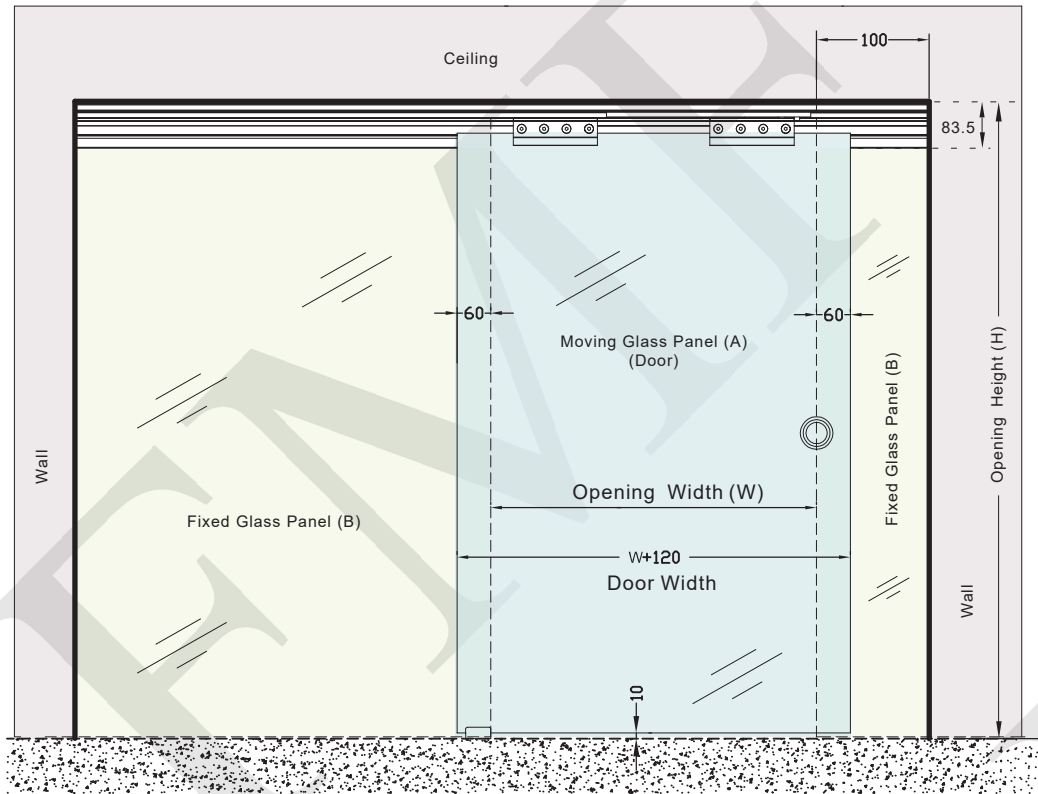 100
Ceiling
83.5
60
60
Moving Glass Panel (A)
(Door)
Opening Height (H)
Fixed Glass Panel (B)
Wall
Opening Width (W)
Fixed Glass Panel (B)
W+120
Door Width
Wall
10
FMF